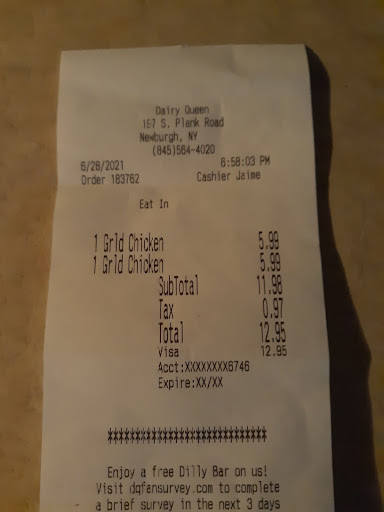 Dairy Queen
197 S. Plank Road
Newburgh, NY
(845)564-4020
6/28/2021 6:58:03 PM
Order 183762 Cashier Jaime
Eat In
1 Grld Chicken 5.99
1 Grld Chicken 5.99
SubTotal 11.98
Tax 0.97
Total 12.95
Visa 12.95
Acct:XXXXXXXX6746
Expire:XX/XX
****************************
Enjoy a free Dilly Bar on us!
Visit dqfansurvey.com to complete
a brief survey in the next 3 days